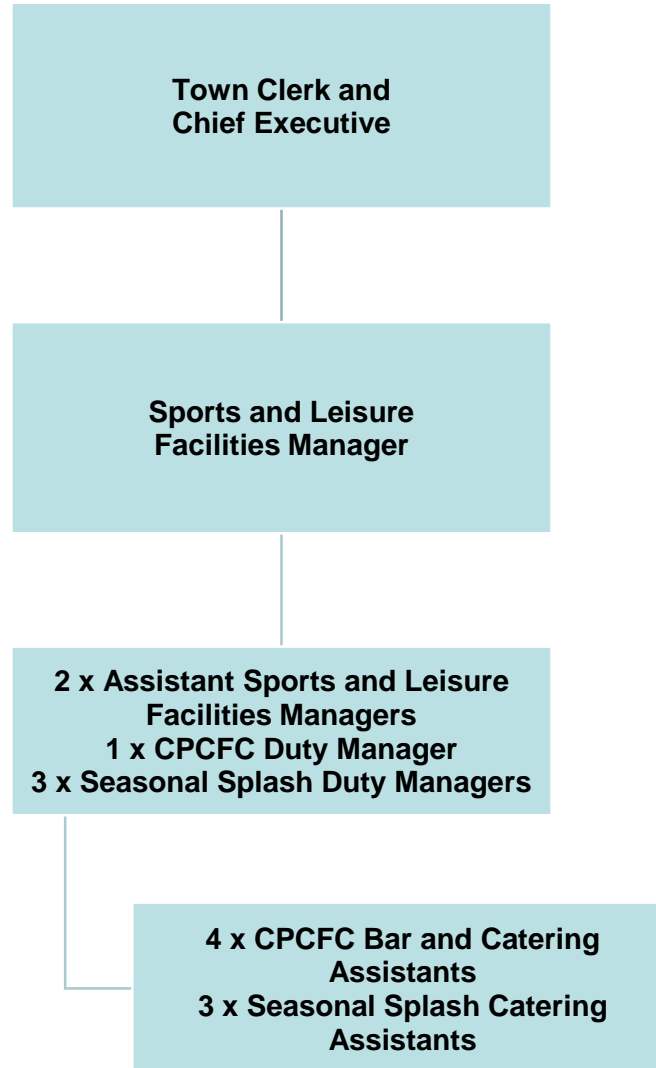 Town Clerk and
Chief Executive
Sports and Leisure
Facilities Manager
2 x Assistant Sports and Leisure
Facilities Managers
1 x CPCFC Duty Manager
3 x Seasonal Splash Duty Managers
4 x CPCFC Bar and Catering
Assistants
3 x Seasonal Splash Catering
Assistants